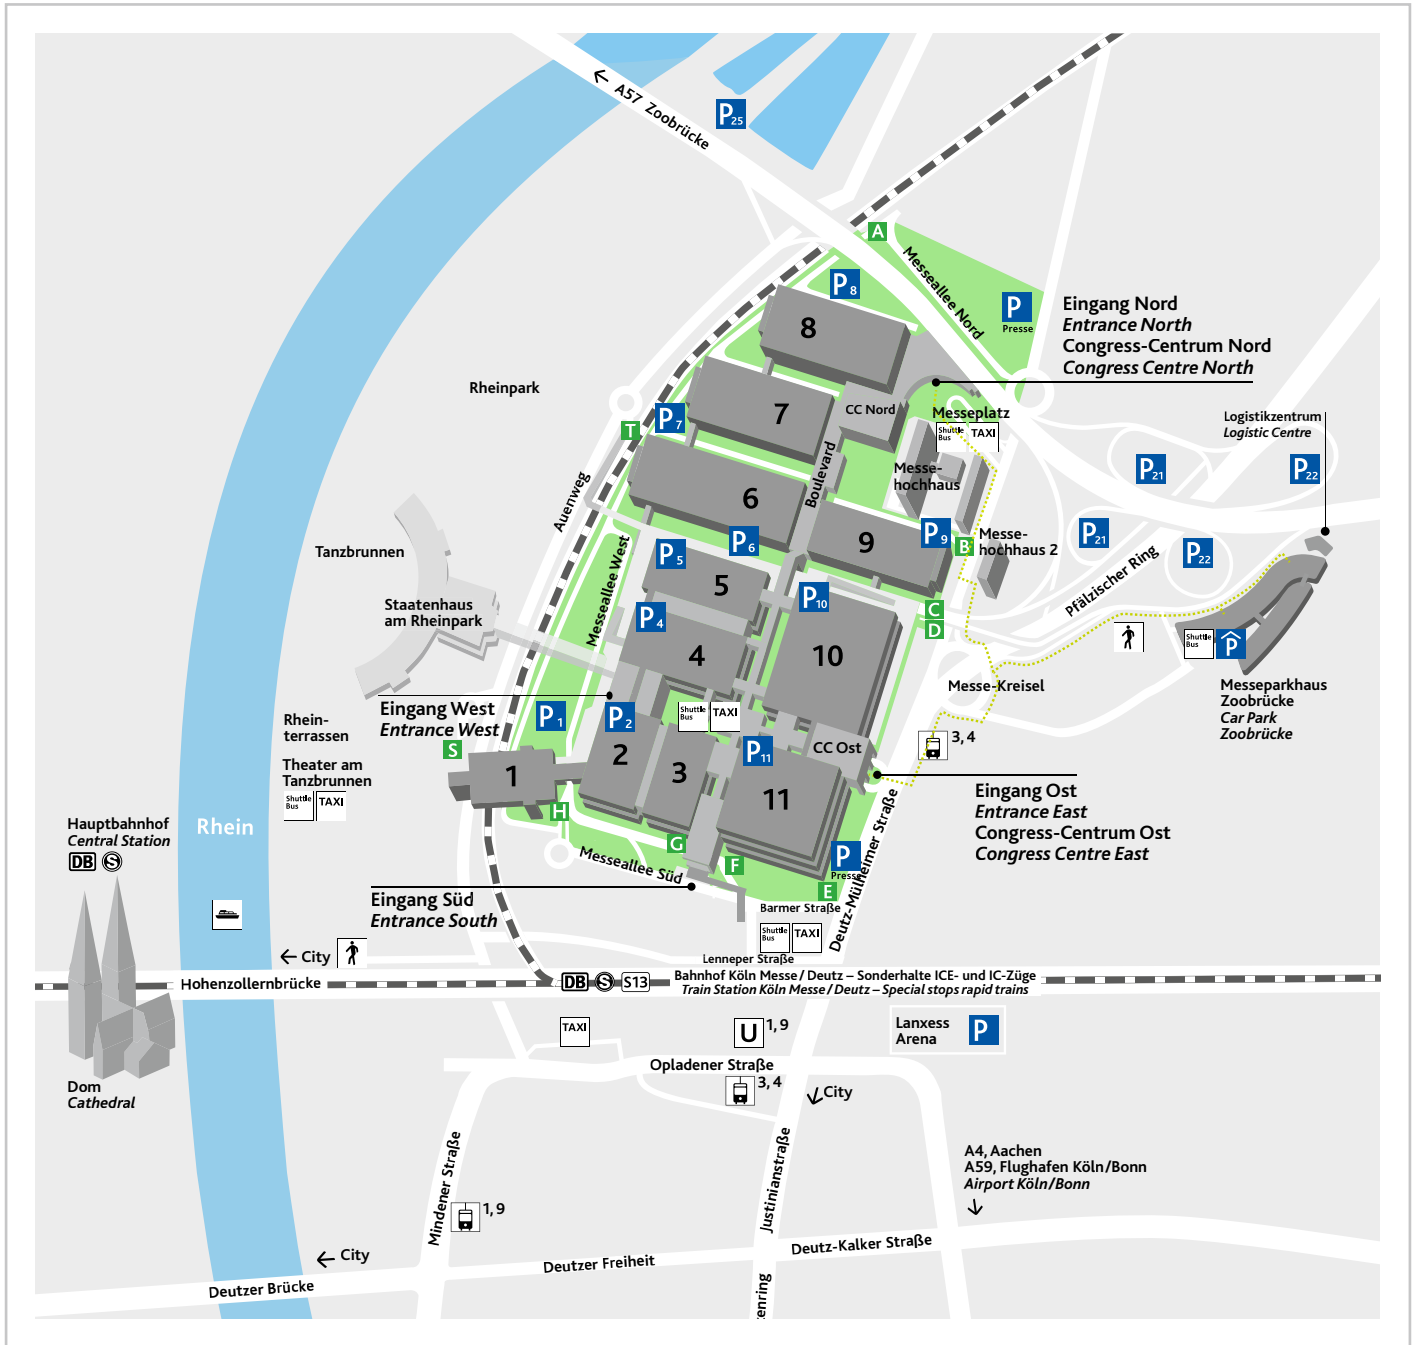 A57 Zoobrücke
P25
A
Messeallee Nord
P8
P
Presse
Eingang Nord
Entrance North
Congress-Centrum Nord
Congress Centre North
8
Rheinpark
7
CC Nord
Messeplatz
Shuttle Bus
TAXI
P7
T
Logistikzentrum
Logistic Centre
P21
P22
Boulevard
Messe-
hochhaus
6
Auenweg
P9
9
B
Messe-
hochhaus 2
P21
P22
P6
P5
Tanzbrunnen
Messeallee West
5
P10
Pfälzischer Ring
Staatenhaus
am Rheinpark
P4
C
D
4
10
Shuttle Bus
P
Messe-Kreisel
Messeparkhaus
Zoobrücke
Car Park
Zoobrücke
Eingang West
Entrance West
P1
P2
Shuttle Bus
TAXI
Rhein-
terrassen
S
3, 4
P11
CC Ost
2
3
1
11
Theater am
Tanzbrunnen
Shuttle Bus
TAXI
Eingang Ost
Entrance East
Congress-Centrum Ost
Congress Centre East
H
Rhein
Hauptbahnhof
Central Station
DB
S
G
F
P
Presse
E
Messeallee Süd
Deutz-Mülheimer Straße
Eingang Süd
Entrance South
Barmer Straße
Shuttle Bus
TAXI
City
Lenneper Straße
Hohenzollernbrücke
DB
S
S13
Bahnhof Köln Messe / Deutz – Sonderhalte ICE- und IC-Züge
Train Station Köln Messe / Deutz – Special stops rapid trains
TAXI
U
1, 9
Lanxess
Arena
P
Opladener Straße
3, 4
City
Dom
Cathedral
Mindener Straße
Justinianstraße
A4, Aachen
A59, Flughafen Köln/Bonn
Airport Köln/Bonn
1, 9
City
Deutz-Kalker Straße
Deutzer Freiheit
Deutzer Brücke
enring